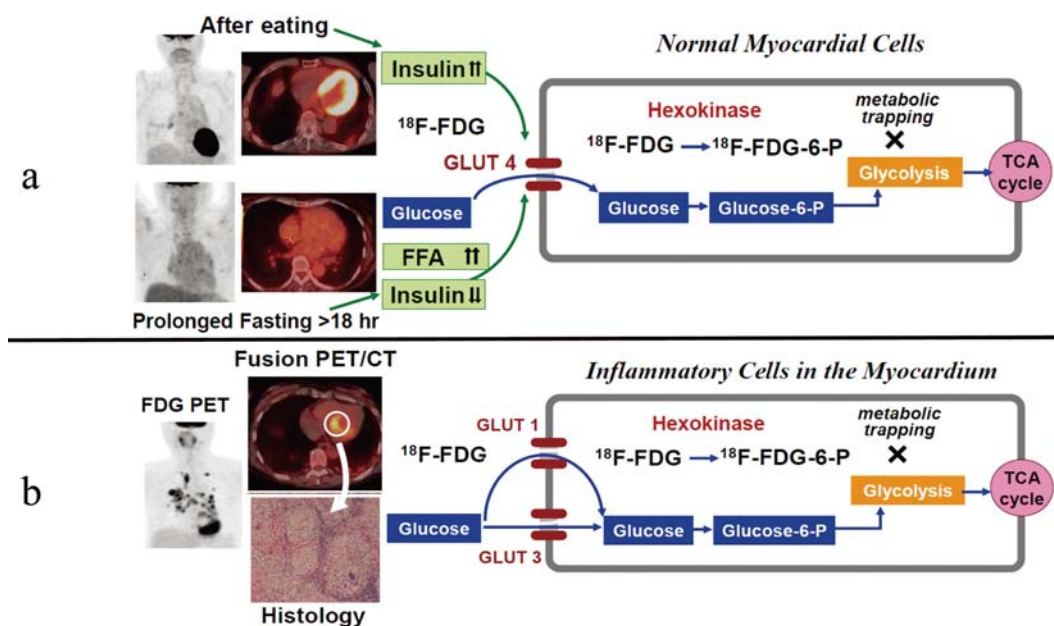 After eating
Insulin ⇈
Normal Myocardial Cells
a
¹⁸F-FDG
GLUT 4
Hexokinase
¹⁸F-FDG → ¹⁸F-FDG-6-P
metabolic
trapping
×
Glucose
Glucose
Glucose-6-P
Glycolysis
TCA
cycle
FFA ⇈
Insulin ⇊
Prolonged Fasting >18 hr
Fusion PET/CT
Inflammatory Cells in the Myocardium
b
FDG PET
¹⁸F-FDG
GLUT 1
Hexokinase
¹⁸F-FDG → ¹⁸F-FDG-6-P
metabolic
trapping
×
Glucose
GLUT 3
Glucose
Glucose-6-P
Glycolysis
TCA
cycle
Histology